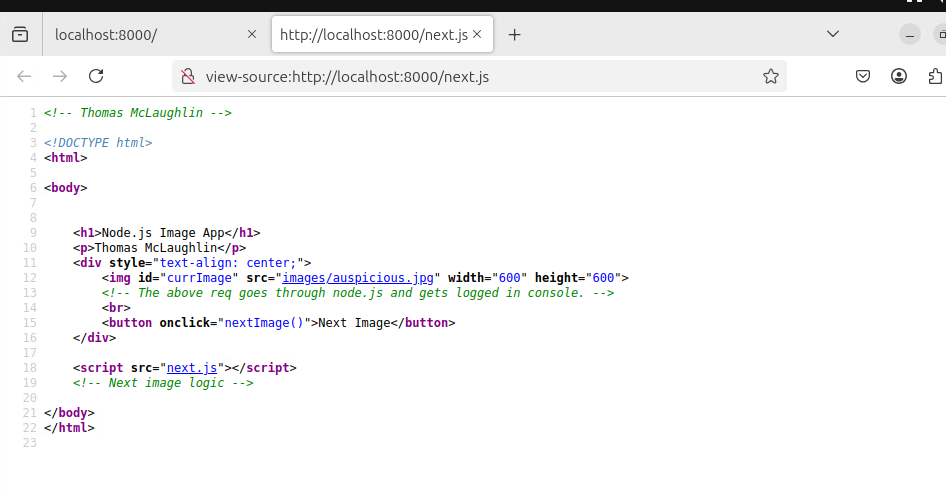 localhost:8000/
http://localhost:8000/next.js
view-source:http://localhost:8000/next.js
1 <!-- Thomas McLaughlin -->
2
3 <!DOCTYPE html>
4 <html>
5
6 <body>
7
8
9     <h1>Node.js Image App</h1>
10     <p>Thomas McLaughlin</p>
11     <div style="text-align: center;">
12         <img id="currImage" src="images/auspicious.jpg" width="600" height="600">
13         <!-- The above req goes through node.js and gets logged in console. -->
14         <br>
15         <button onclick="nextImage()">Next Image</button>
16     </div>
17
18     <script src="next.js"></script>
19     <!-- Next image logic -->
20
21 </body>
22 </html>
23